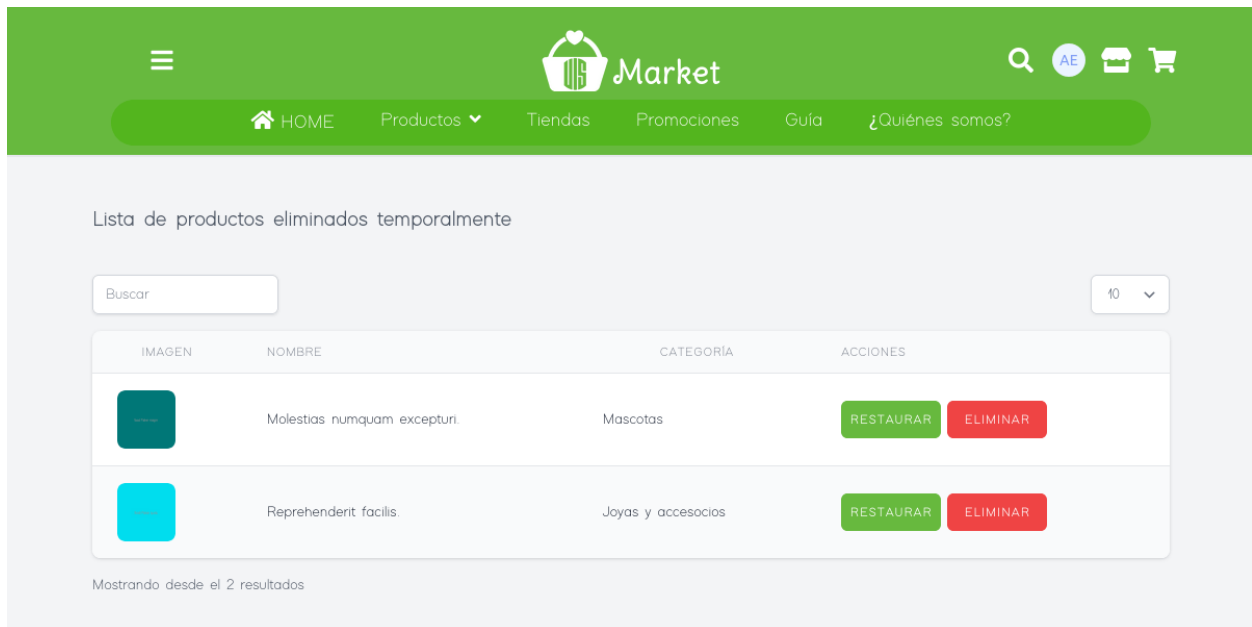 Market
AE
HOME Productos Tiendas Promociones Guía ¿Quiénes somos?
Lista de productos eliminados temporalmente
Buscar 10
IMAGEN NOMBRE CATEGORÍA ACCIONES
Molestias numquam excepturi. Mascotas RESTAURAR ELIMINAR
Reprehenderit facilis. Joyas y accesocios RESTAURAR ELIMINAR
Mostrando desde el 2 resultados